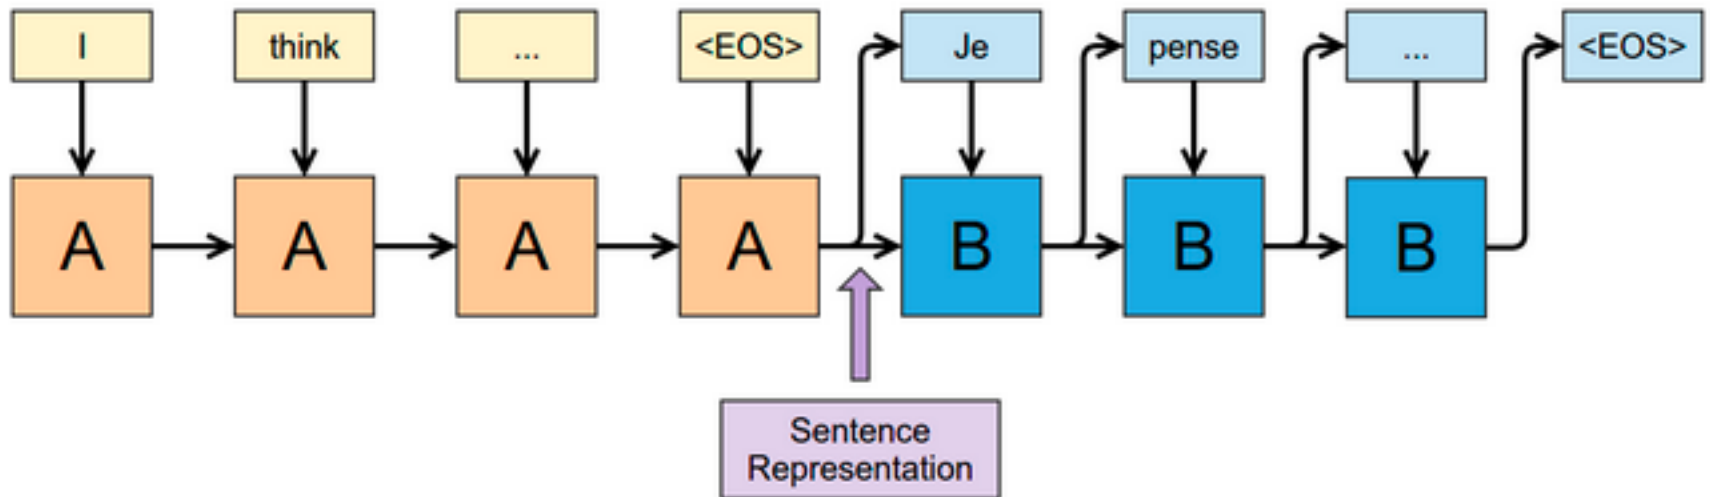 I think ... <EOS> Je pense ... <EOS>
A A A A B B B
Sentence
Representation